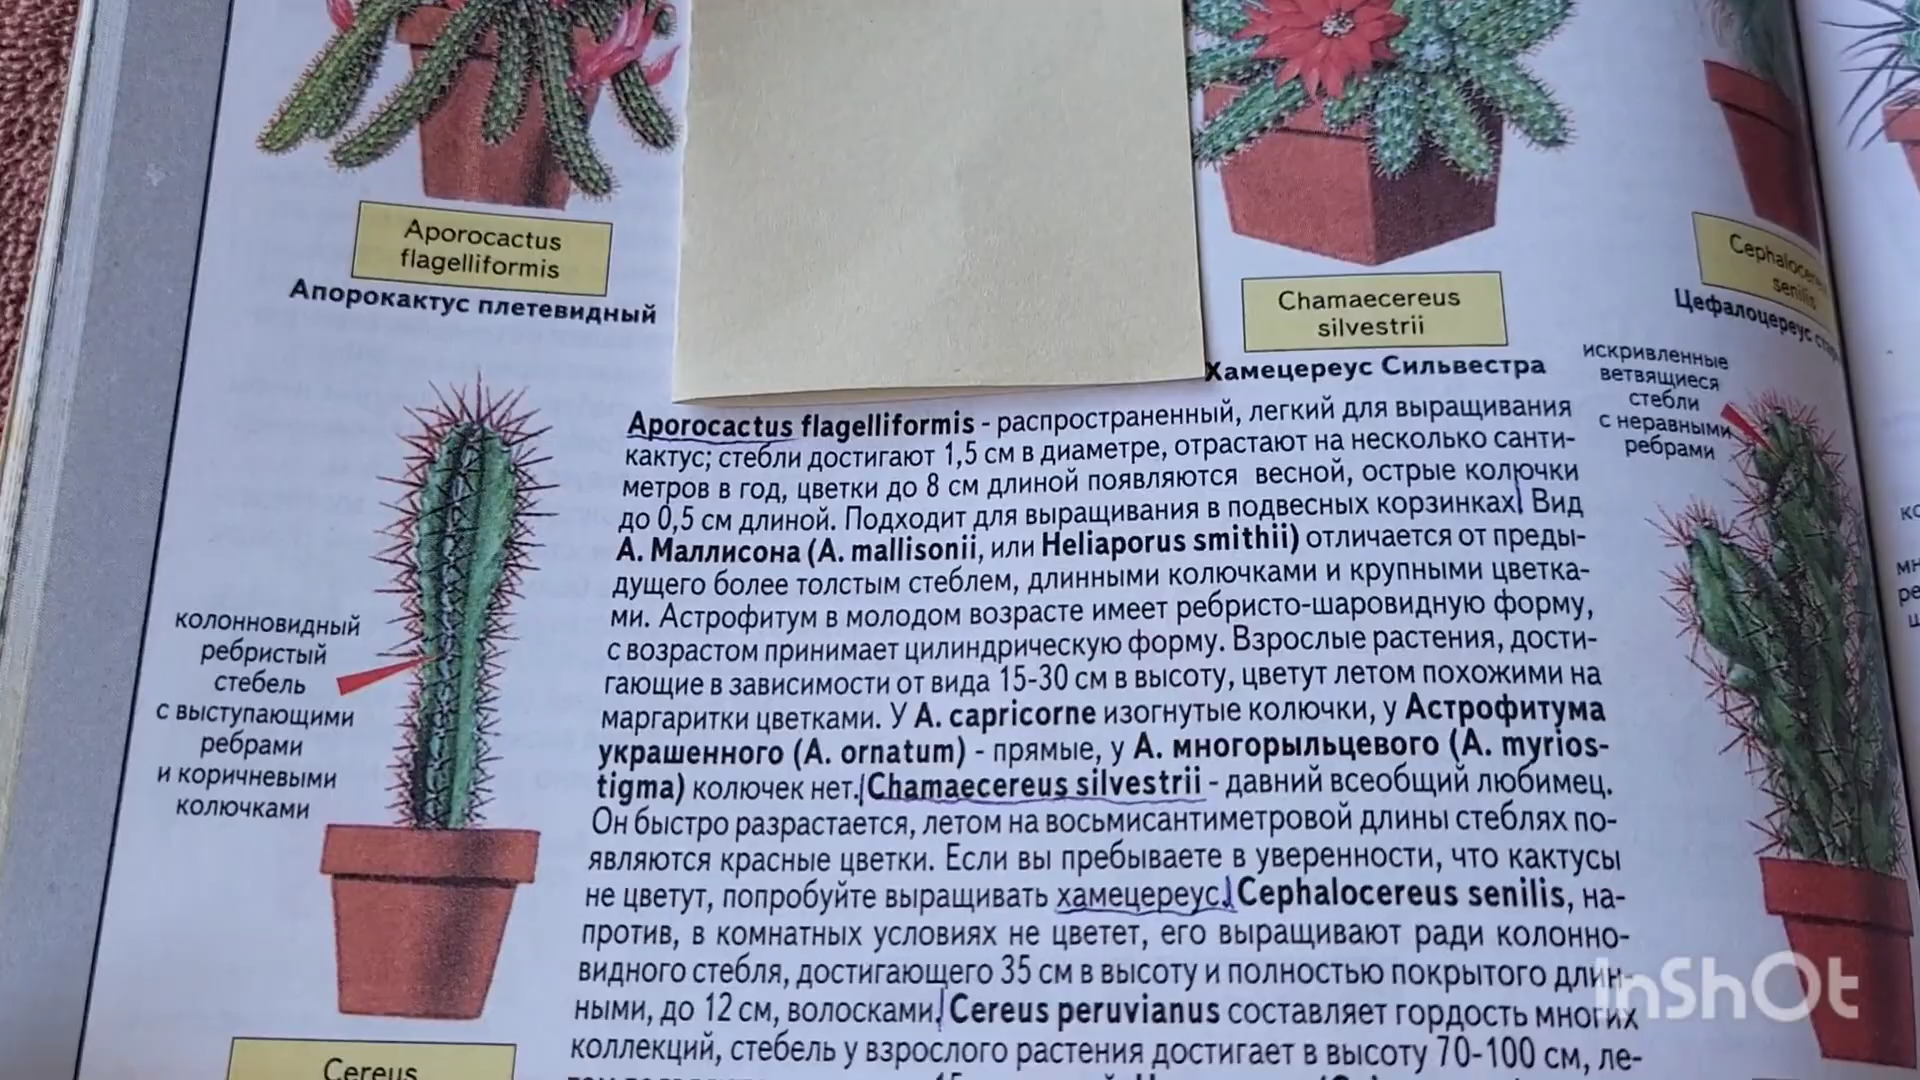 Aporocactus
flagelliformis
Апорокактус плетевидный
Chamaecereus
silvestrii
Хамецереус Сильвестра
senilis
Цефалоцереус
искривленные
ветвящиеся
стебли
с неравными
ребрами
колонновидный
ребристый
стебель
с выступающими
ребрами
и коричневыми
колючками
Aporocactus flagelliformis - распространенный, легкий для выращивания
кактус; стебли достигают 1,5 см в диаметре, отрастают на несколько санти-
метров в год, цветки до 8 см длиной появляются весной, острые колючки
до 0,5 см длиной. Подходит для выращивания в подвесных корзинках. Вид
А. Маллисона (A. mallisonii, или Heliaporus smithii) отличается от преды-
дущего более толстым стеблем, длинными колючками и крупными цветка-
ми. Астрофитум в молодом возрасте имеет ребристо-шаровидную форму,
с возрастом принимает цилиндрическую форму. Взрослые растения, дости-
гающие в зависимости от вида 15-30 см в высоту, цветут летом похожими на
маргаритки цветками. У A. capricorne изогнутые колючки, у Астрофитума
украшенного (A. ornatum) - прямые, у А. многорыльцевого (A. myrios-
tigma) колючек нет. Chamaecereus silvestrii - давний всеобщий любимец.
Он быстро разрастается, летом на восьмисантиметровой длины стеблях по-
являются красные цветки. Если вы пребываете в уверенности, что кактусы
не цветут, попробуйте выращивать хамецереус. Cephalocereus senilis, на-
против, в комнатных условиях не цветет, его выращивают ради колонно-
видного стебля, достигающего 35 см в высоту и полностью покрытого длин-
ными, до 12 см, волосками. Cereus peruvianus составляет гордость многих
коллекций, стебель у взрослого растения достигает в высоту 70-100 см, ле-
Cereus
InShOt